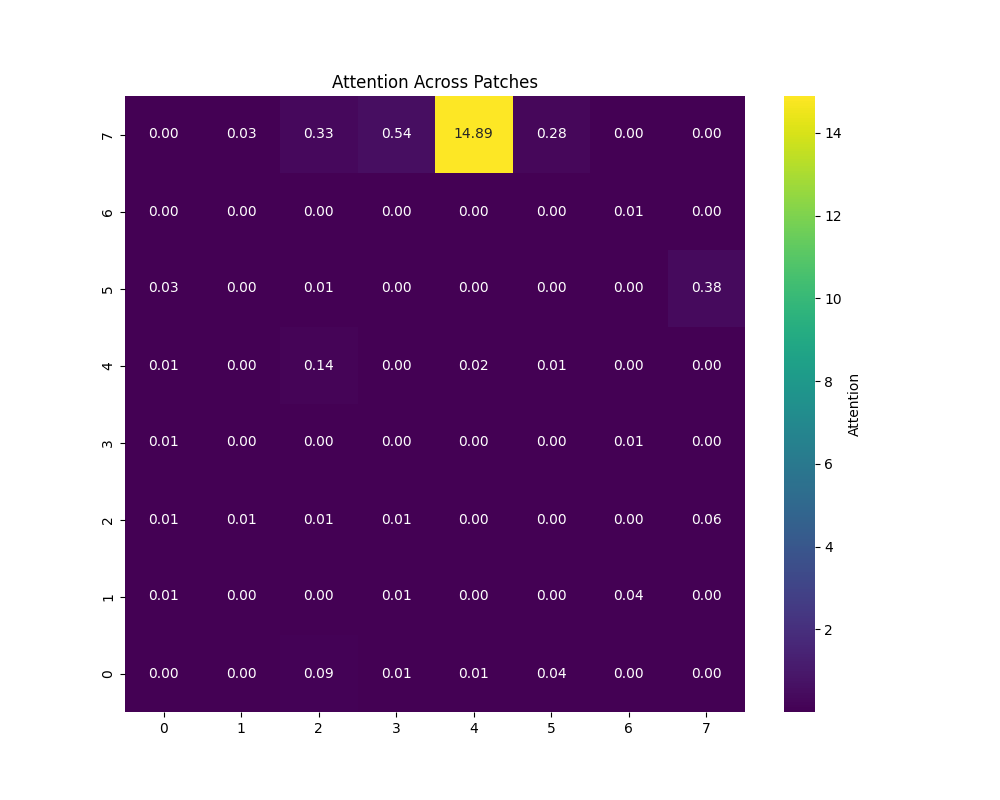 Attention Across Patches
7 0.00 0.03 0.33 0.54 14.89 0.28 0.00 0.00
6 0.00 0.00 0.00 0.00 0.00 0.00 0.01 0.00
5 0.03 0.00 0.01 0.00 0.00 0.00 0.00 0.38
4 0.01 0.00 0.14 0.00 0.02 0.01 0.00 0.00
3 0.01 0.00 0.00 0.00 0.00 0.00 0.01 0.00
2 0.01 0.01 0.01 0.01 0.00 0.00 0.00 0.06
1 0.01 0.00 0.00 0.01 0.00 0.00 0.04 0.00
0 0.00 0.00 0.09 0.01 0.01 0.04 0.00 0.00
0 1 2 3 4 5 6 7
14
12
10
8
6
4
2
Attention